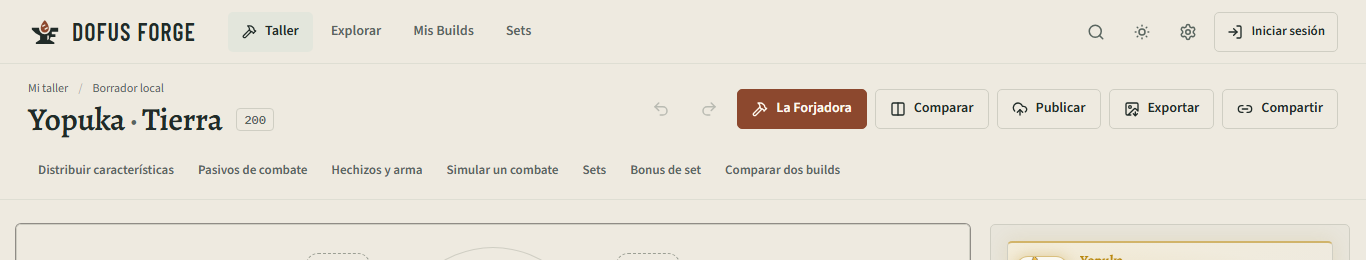 DOFUS FORGE Taller Explorar Mis Builds Sets Iniciar sesión
Mi taller / Borrador local
Yopuka · Tierra 200 La Forjadora Comparar Publicar Exportar Compartir
Distribuir características Pasivos de combate Hechizos y arma Simular un combate Sets Bonus de set Comparar dos builds
Yopuka